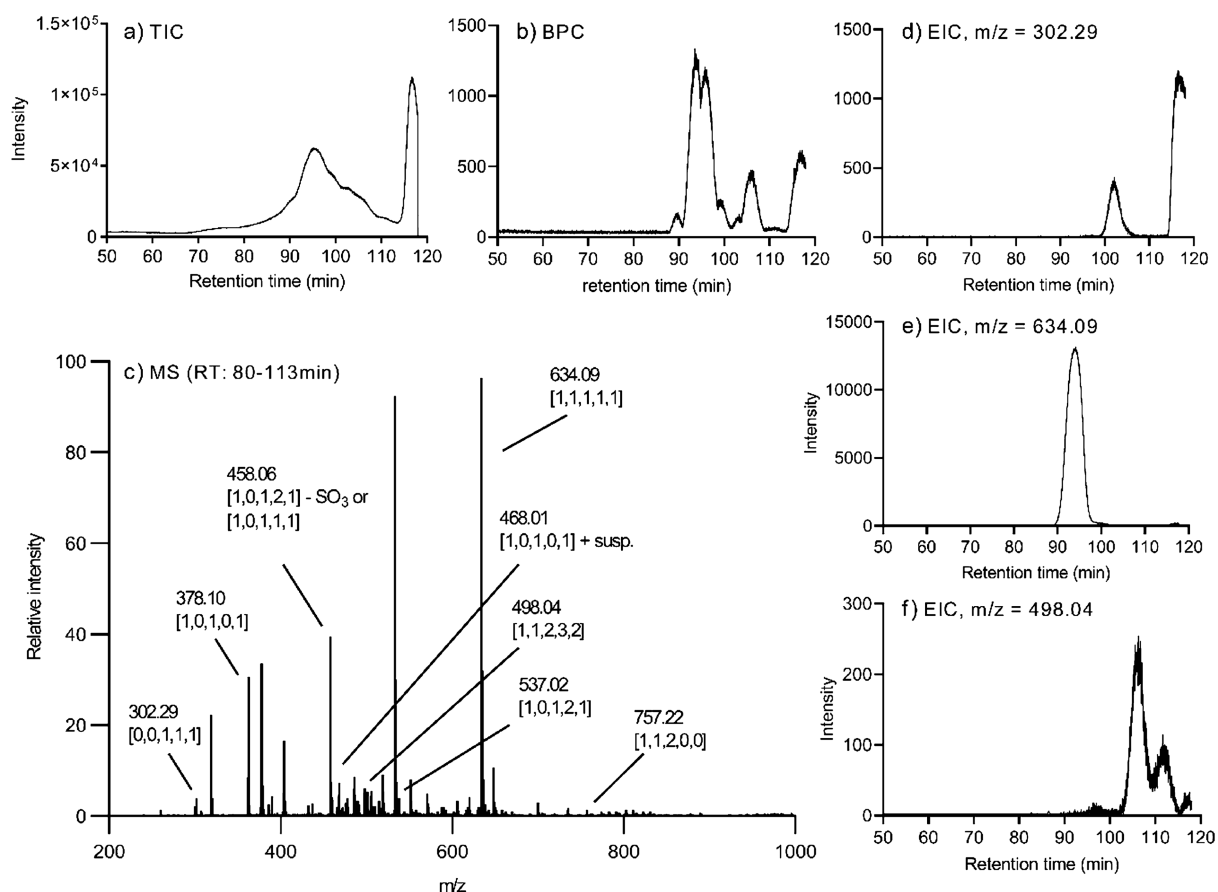 a) TIC
1.5×10⁵
1×10⁵
5×10⁴
0
Intensity
50 60 70 80 90 100 110 120
Retention time (min)
b) BPC
1500
1000
500
0
50 60 70 80 90 100 110 120
retention time (min)
d) EIC, m/z = 302.29
1500
1000
500
0
50 60 70 80 90 100 110 120
Retention time (min)
c) MS (RT: 80-113min)
100
80
60
40
20
0
Relative intensity
634.09
[1,1,1,1,1]
458.06
[1,0,1,2,1] - SO₃ or
[1,0,1,1,1]
468.01
[1,0,1,0,1] + susp.
378.10
[1,0,1,0,1]
498.04
[1,1,2,3,2]
537.02
[1,0,1,2,1]
302.29
[0,0,1,1,1]
757.22
[1,1,2,0,0]
200 400 600 800 1000
m/z
e) EIC, m/z = 634.09
15000
10000
5000
0
Intensity
50 60 70 80 90 100 110 120
Retention time (min)
f) EIC, m/z = 498.04
300
200
100
0
Intensity
50 60 70 80 90 100 110 120
Retention time (min)